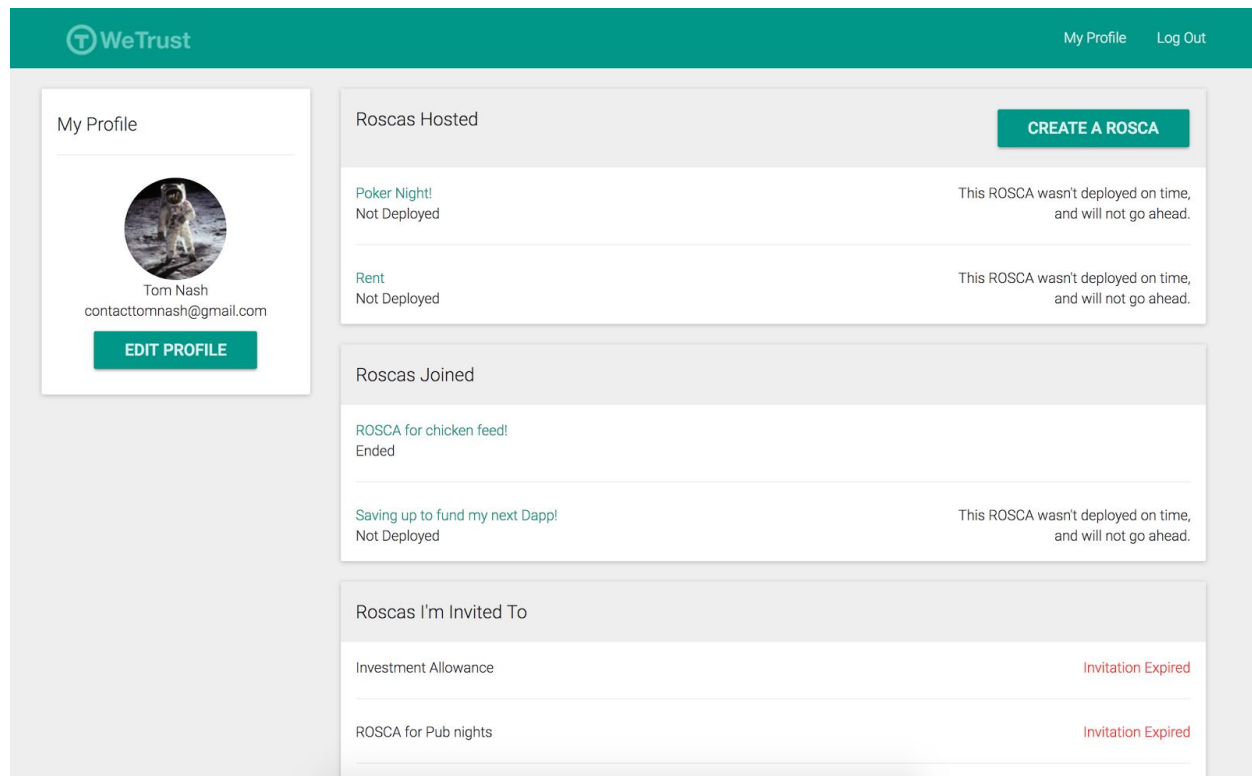 WeTrust
My Profile
Log Out
My Profile
Tom Nash
contacttomnash@gmail.com
EDIT PROFILE
Roscas Hosted
CREATE A ROSCA
Poker Night!
Not Deployed
This ROSCA wasn't deployed on time,
and will not go ahead.
Rent
Not Deployed
This ROSCA wasn't deployed on time,
and will not go ahead.
Roscas Joined
ROSCA for chicken feed!
Ended
Saving up to fund my next Dapp!
Not Deployed
This ROSCA wasn't deployed on time,
and will not go ahead.
Roscas I'm Invited To
Investment Allowance
Invitation Expired
ROSCA for Pub nights
Invitation Expired